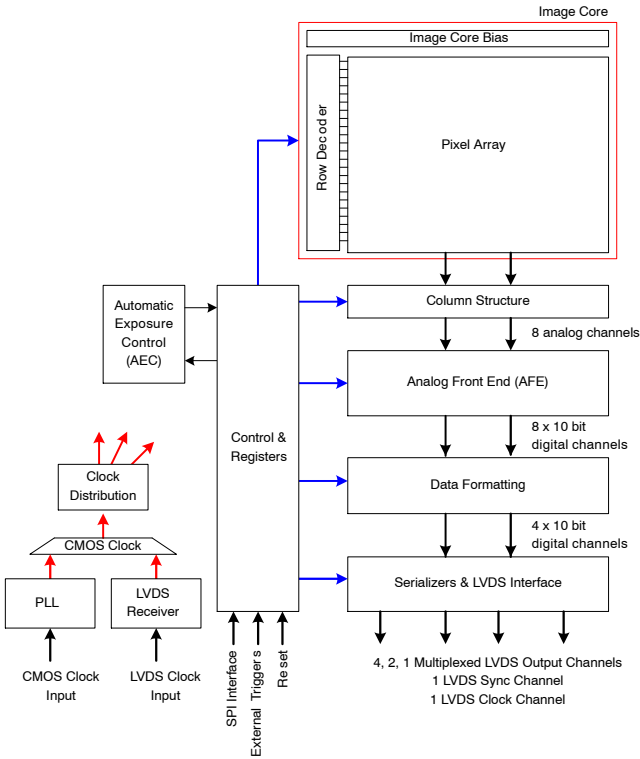 Image Core
Image Core Bias
Row Decoder
Pixel Array
Column Structure
8 analog channels
Automatic
Exposure
Control
(AEC)
Analog Front End (AFE)
8 x 10 bit
digital channels
Control &
Registers
Data Formatting
4 x 10 bit
digital channels
Clock
Distribution
CMOS Clock
PLL
LVDS
Receiver
Serializers & LVDS Interface
CMOS Clock
Input
LVDS Clock
Input
SPI Interface
External Triggers
Reset
4, 2, 1 Multiplexed LVDS Output Channels
1 LVDS Sync Channel
1 LVDS Clock Channel